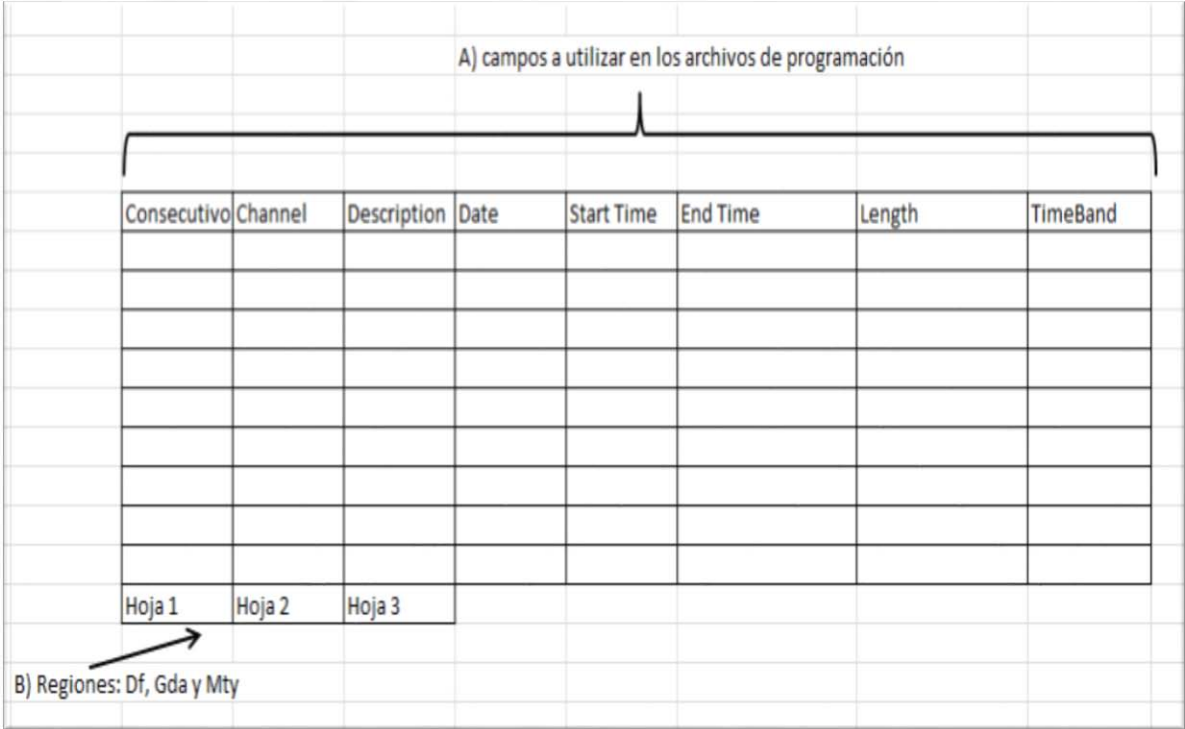 A) campos a utilizar en los archivos de programación
Consecutivo Channel Description Date Start Time End Time Length TimeBand
Hoja 1 Hoja 2 Hoja 3
B) Regiones: Df, Gda y Mty